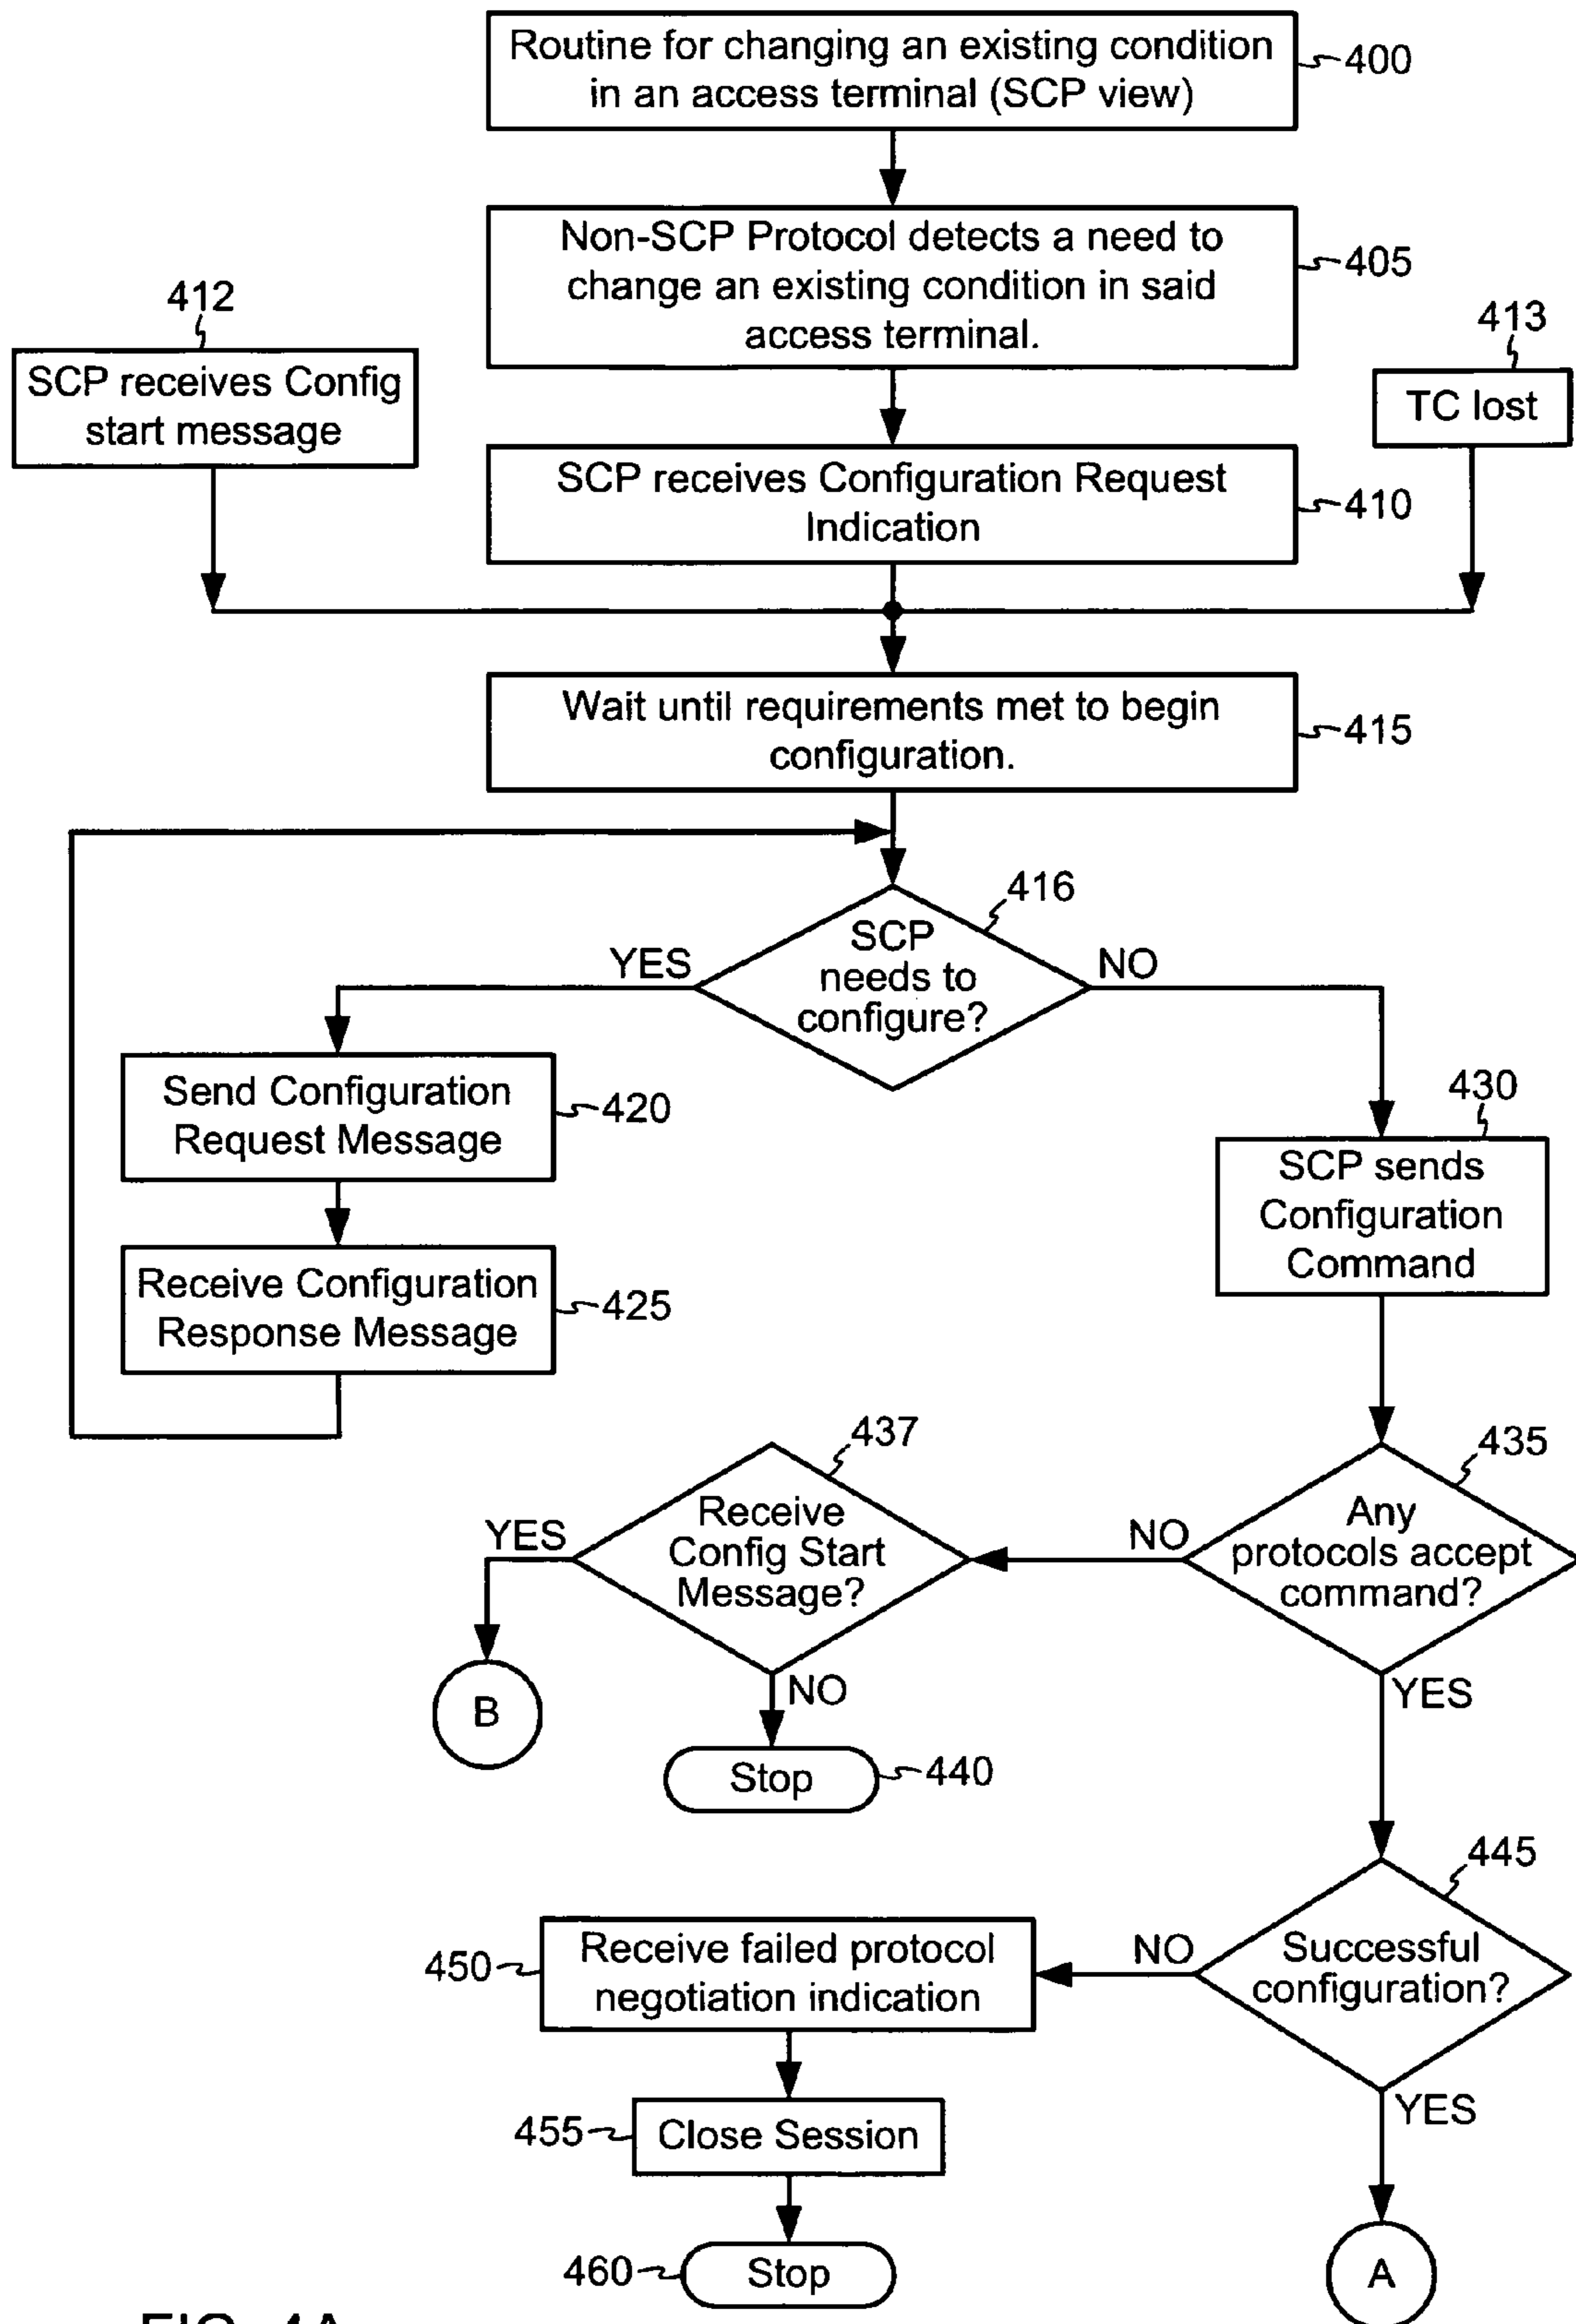 Routine for changing an existing condition
in an access terminal (SCP view)
400
Non-SCP Protocol detects a need to
change an existing condition in said
access terminal.
405
412
SCP receives Config
start message
413
TC lost
SCP receives Configuration Request
Indication
410
Wait until requirements met to begin
configuration.
415
416
SCP
needs to
configure?
YES
NO
Send Configuration
Request Message
420
430
SCP sends
Configuration
Command
Receive Configuration
Response Message
425
437
Receive
Config Start
Message?
YES
NO
435
Any
protocols accept
command?
NO
YES
B
Stop
440
445
Successful
configuration?
NO
YES
450
Receive failed protocol
negotiation indication
455
Close Session
460
Stop
A
FIG. 4A